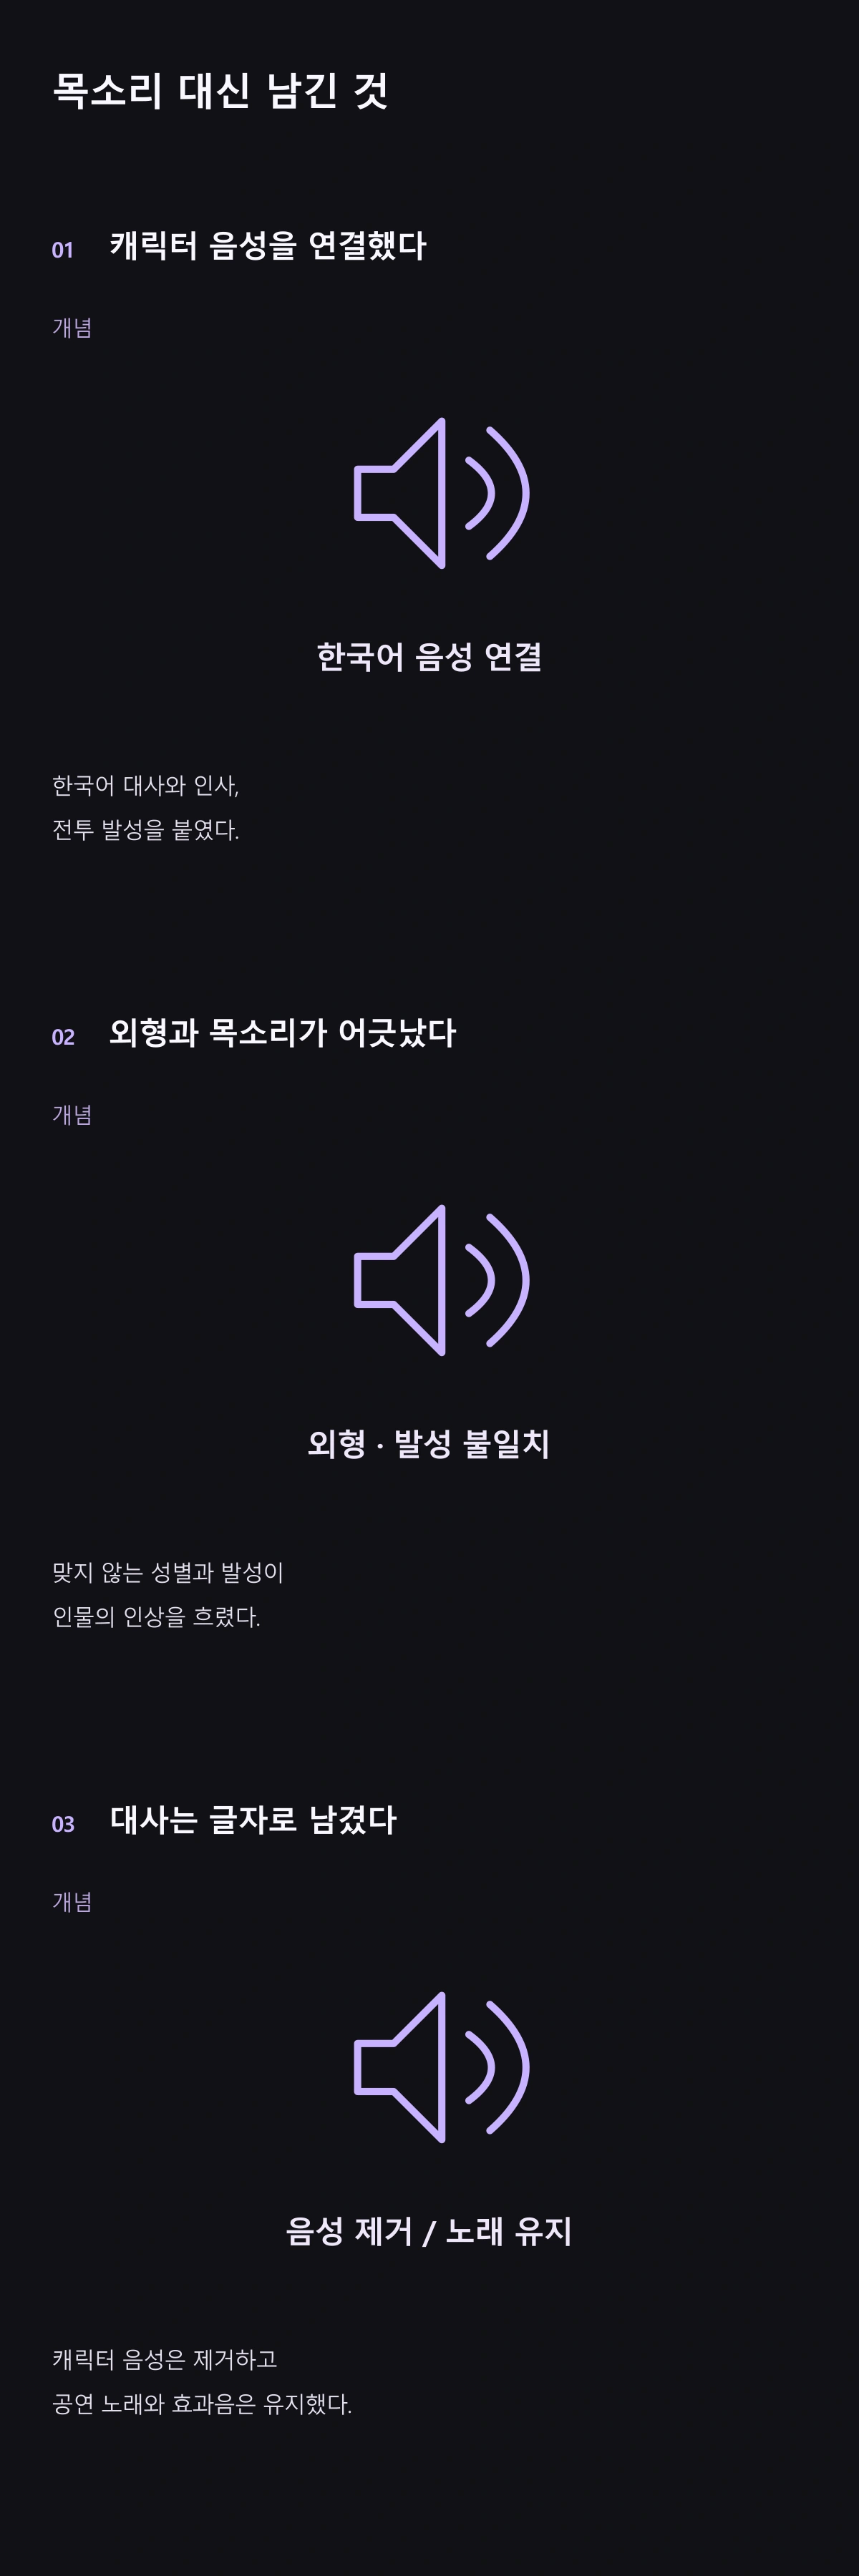 목소리 대신 남긴 것
01 캐릭터 음성을 연결했다
개념
한국어 음성 연결
한국어 대사와 인사,
전투 발성을 붙였다.
02 외형과 목소리가 어긋났다
개념
외형 · 발성 불일치
맞지 않는 성별과 발성이
인물의 인상을 흐렸다.
03 대사는 글자로 남겼다
개념
음성 제거 / 노래 유지
캐릭터 음성은 제거하고
공연 노래와 효과음은 유지했다.